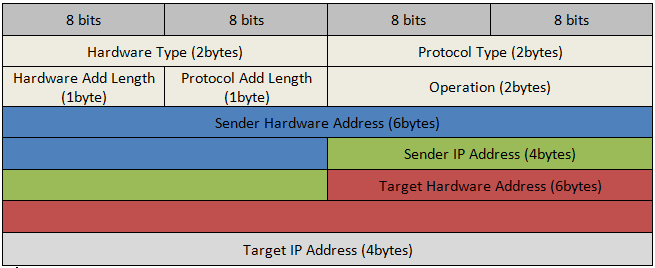 8 bits 8 bits 8 bits 8 bits
Hardware Type (2bytes) Protocol Type (2bytes)
Hardware Add Length Protocol Add Length Operation (2bytes)
(1byte) (1byte)
Sender Hardware Address (6bytes)
Sender IP Address (4bytes)
Target Hardware Address (6bytes)
Target IP Address (4bytes)